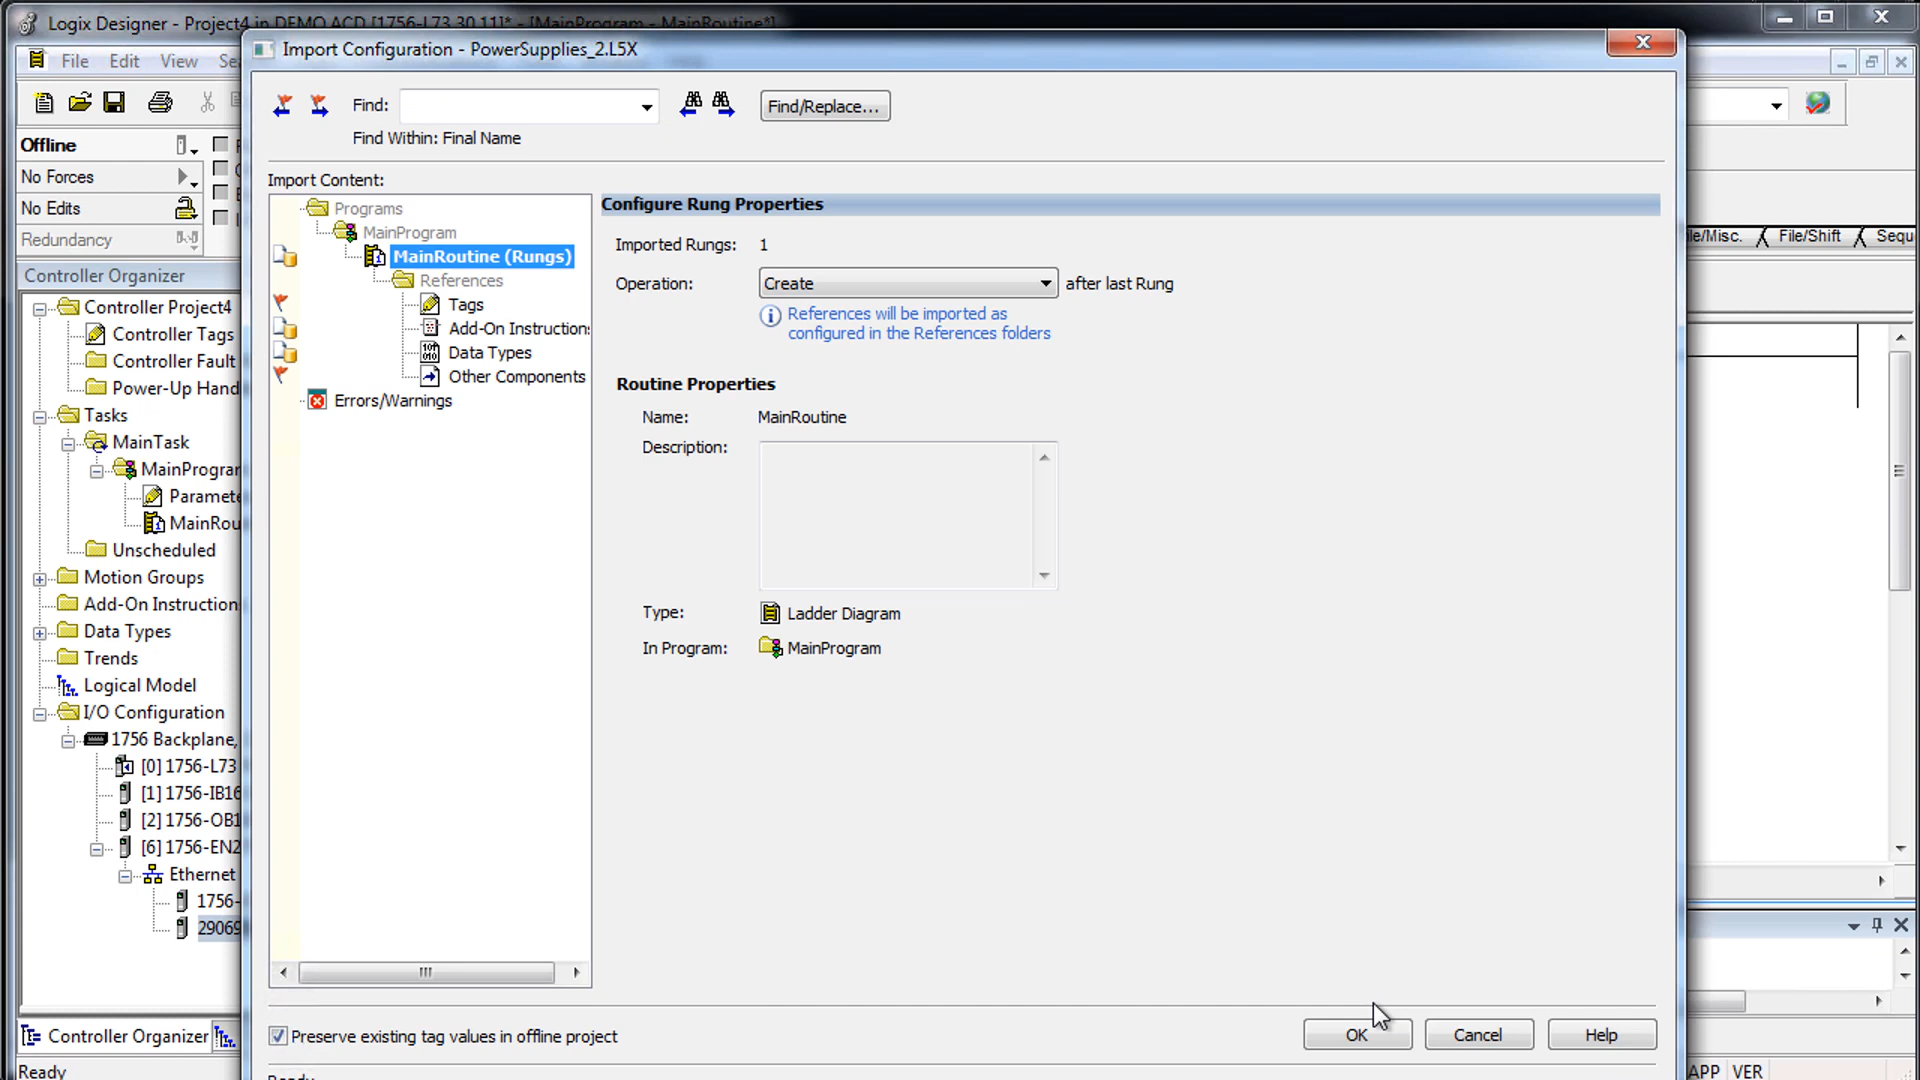 Logix Designer - Project4 in DEMO.ACD [1756-L73 30.11]* - [MainProgram - MainRoutine*]
Import Configuration - PowerSupplies_2.L5X
File Edit View
Find:
Find/Replace...
Find Within: Final Name
Offline
No Forces
No Edits
Redundancy
Import Content:
Programs
MainProgram
MainRoutine (Rungs)
References
Tags
Add-On Instructions
Data Types
Other Components
Errors/Warnings
Configure Rung Properties
Imported Rungs: 1
Operation: Create after last Rung
References will be imported as
configured in the References folders
Routine Properties
Name: MainRoutine
Description:
Type: Ladder Diagram
In Program: MainProgram
File/Misc. File/Shift Sequ
Controller Organizer
Controller Project4
Controller Tags
Controller Fault
Power-Up Hand
Tasks
MainTask
MainProgram
Paramete
MainRou
Unscheduled
Motion Groups
Add-On Instruction
Data Types
Trends
Logical Model
I/O Configuration
1756 Backplane,
[0] 1756-L73
[1] 1756-IB16
[2] 1756-OB1
[6] 1756-EN2
Ethernet
1756-
29069
Preserve existing tag values in offline project
OK Cancel Help
Controller Organizer
Ready
Ready
APP VER